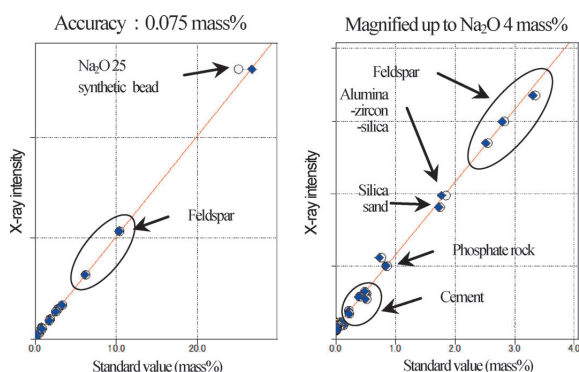 Accuracy : 0.075 mass%
Na₂O 25
synthetic bead
Feldspar
X-ray intensity
0.0
10.0
20.0
Standard value (mass%)
Magnified up to Na₂O 4 mass%
Feldspar
Alumina
-zircon
-silica
Silica
sand
Phosphate rock
Cement
X-ray intensity
0.0
1.0
2.0
3.0
4.0
Standard value (mass%)